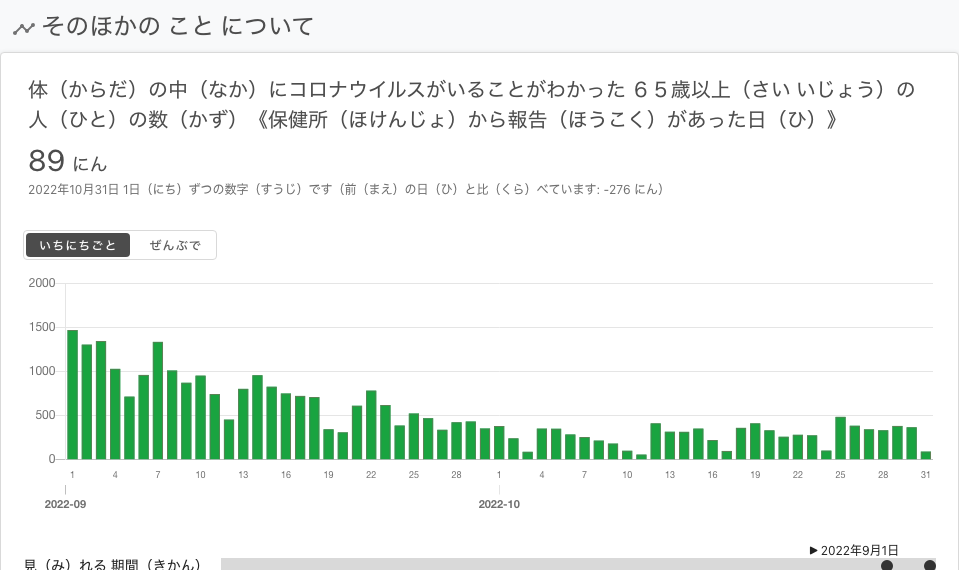 そのほかの こと について
体（からだ）の中（なか）にコロナウイルスがいることがわかった ６５歳以上（さい いじょう）の
人（ひと）の数（かず）《保健所（ほけんじょ）から報告（ほうこく）があった日（ひ）》
89 にん
2022年10月31日 1日（にち）ずつの数字（すうじ）です（前（まえ）の日（ひ）と比（くら）べています: -276 にん）
いちにちごと ぜんぶで
2000
1500
1000
500
0
1 4 7 10 13 16 19 22 25 28 1 4 7 10 13 16 19 22 25 28 31
2022-09 2022-10
▶ 2022年9月1日
見（み）れる 期間（きかん）